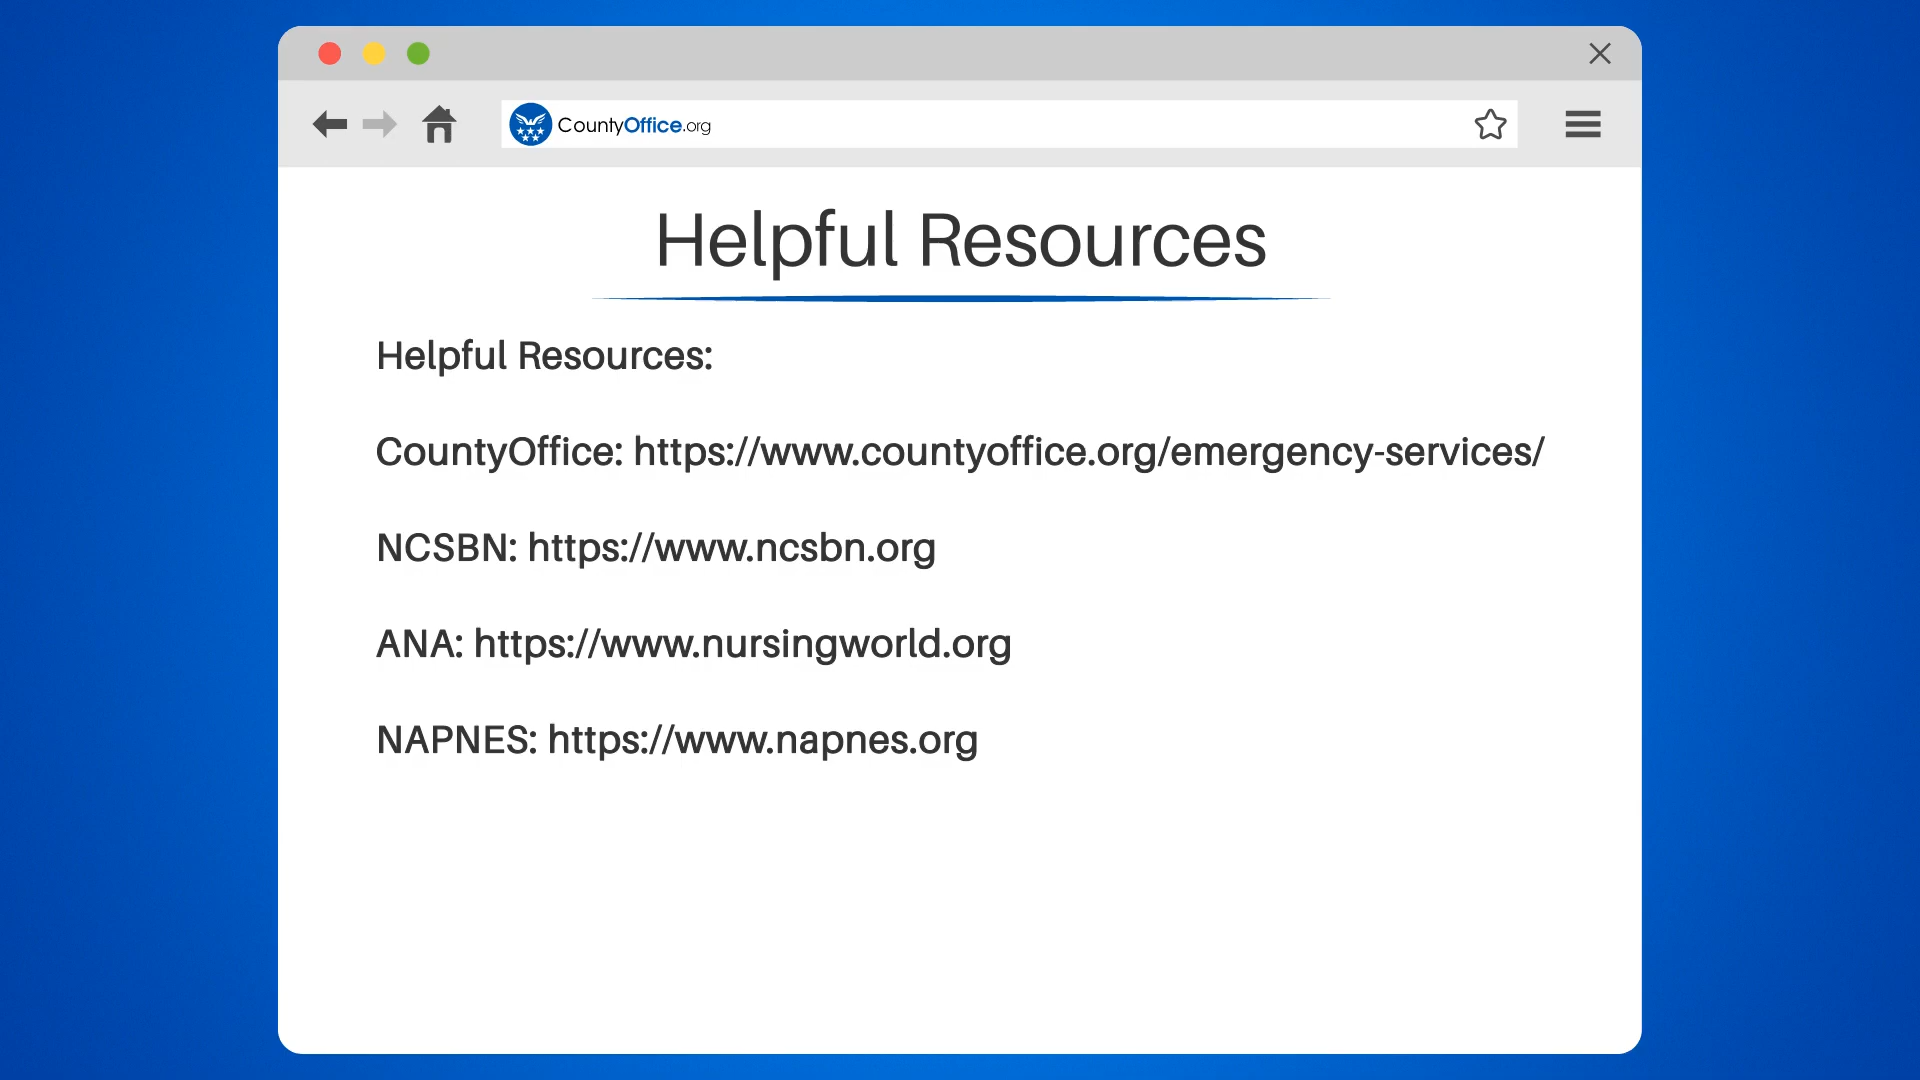 CountyOffice.org
Helpful Resources
Helpful Resources:
CountyOffice: https://www.countyoffice.org/emergency-services/
NCSBN: https://www.ncsbn.org
ANA: https://www.nursingworld.org
NAPNES: https://www.napnes.org